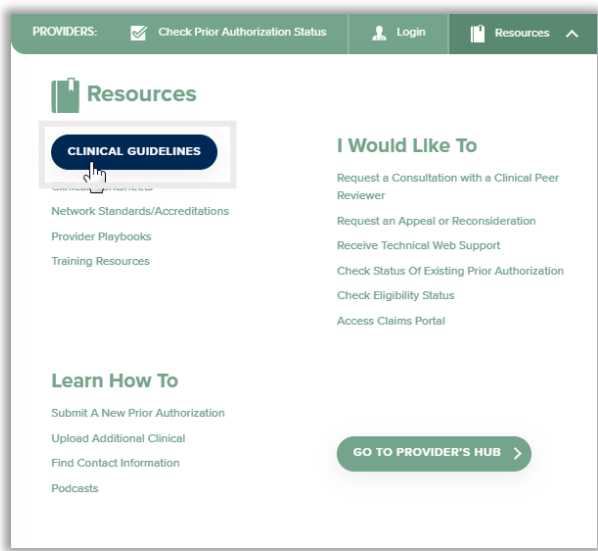 PROVIDERS: Check Prior Authorization Status Login Resources
Resources
CLINICAL GUIDELINES
Network Standards/Accreditations
Provider Playbooks
Training Resources
I Would Like To
Request a Consultation with a Clinical Peer
Reviewer
Request an Appeal or Reconsideration
Receive Technical Web Support
Check Status Of Existing Prior Authorization
Check Eligibility Status
Access Claims Portal
Learn How To
Submit A New Prior Authorization
Upload Additional Clinical
Find Contact Information
Podcasts
GO TO PROVIDER'S HUB